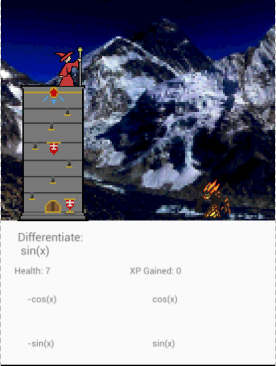 Differentiate:
sin(x)
Health: 7 XP Gained: 0
-cos(x) cos(x)
-sin(x) sin(x)